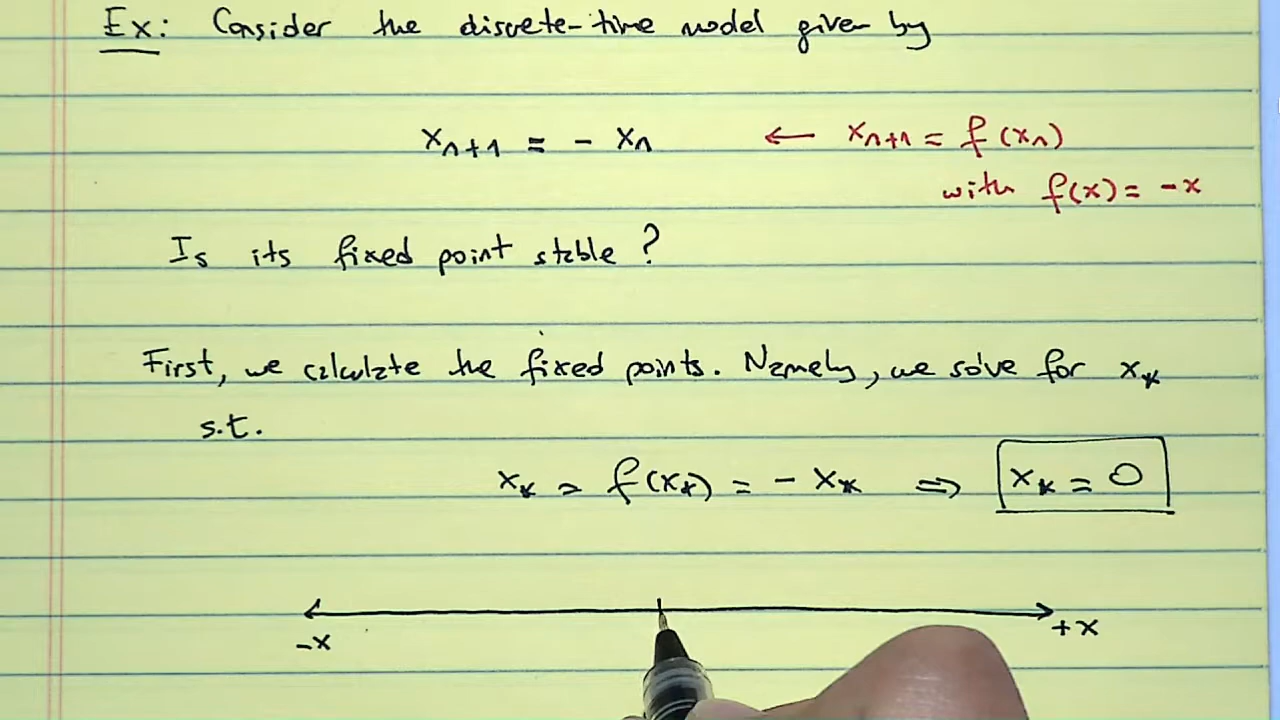 Ex: Consider the discrete-time model given by
xn+1 = - xn ← xn+1 = f(xn)
with f(x) = -x
Is its fixed point stable?
First, we calculate the fixed points. Namely, we solve for x*
s.t.
x* = f(x*) = - x* ⇒ x* = 0
-x +x